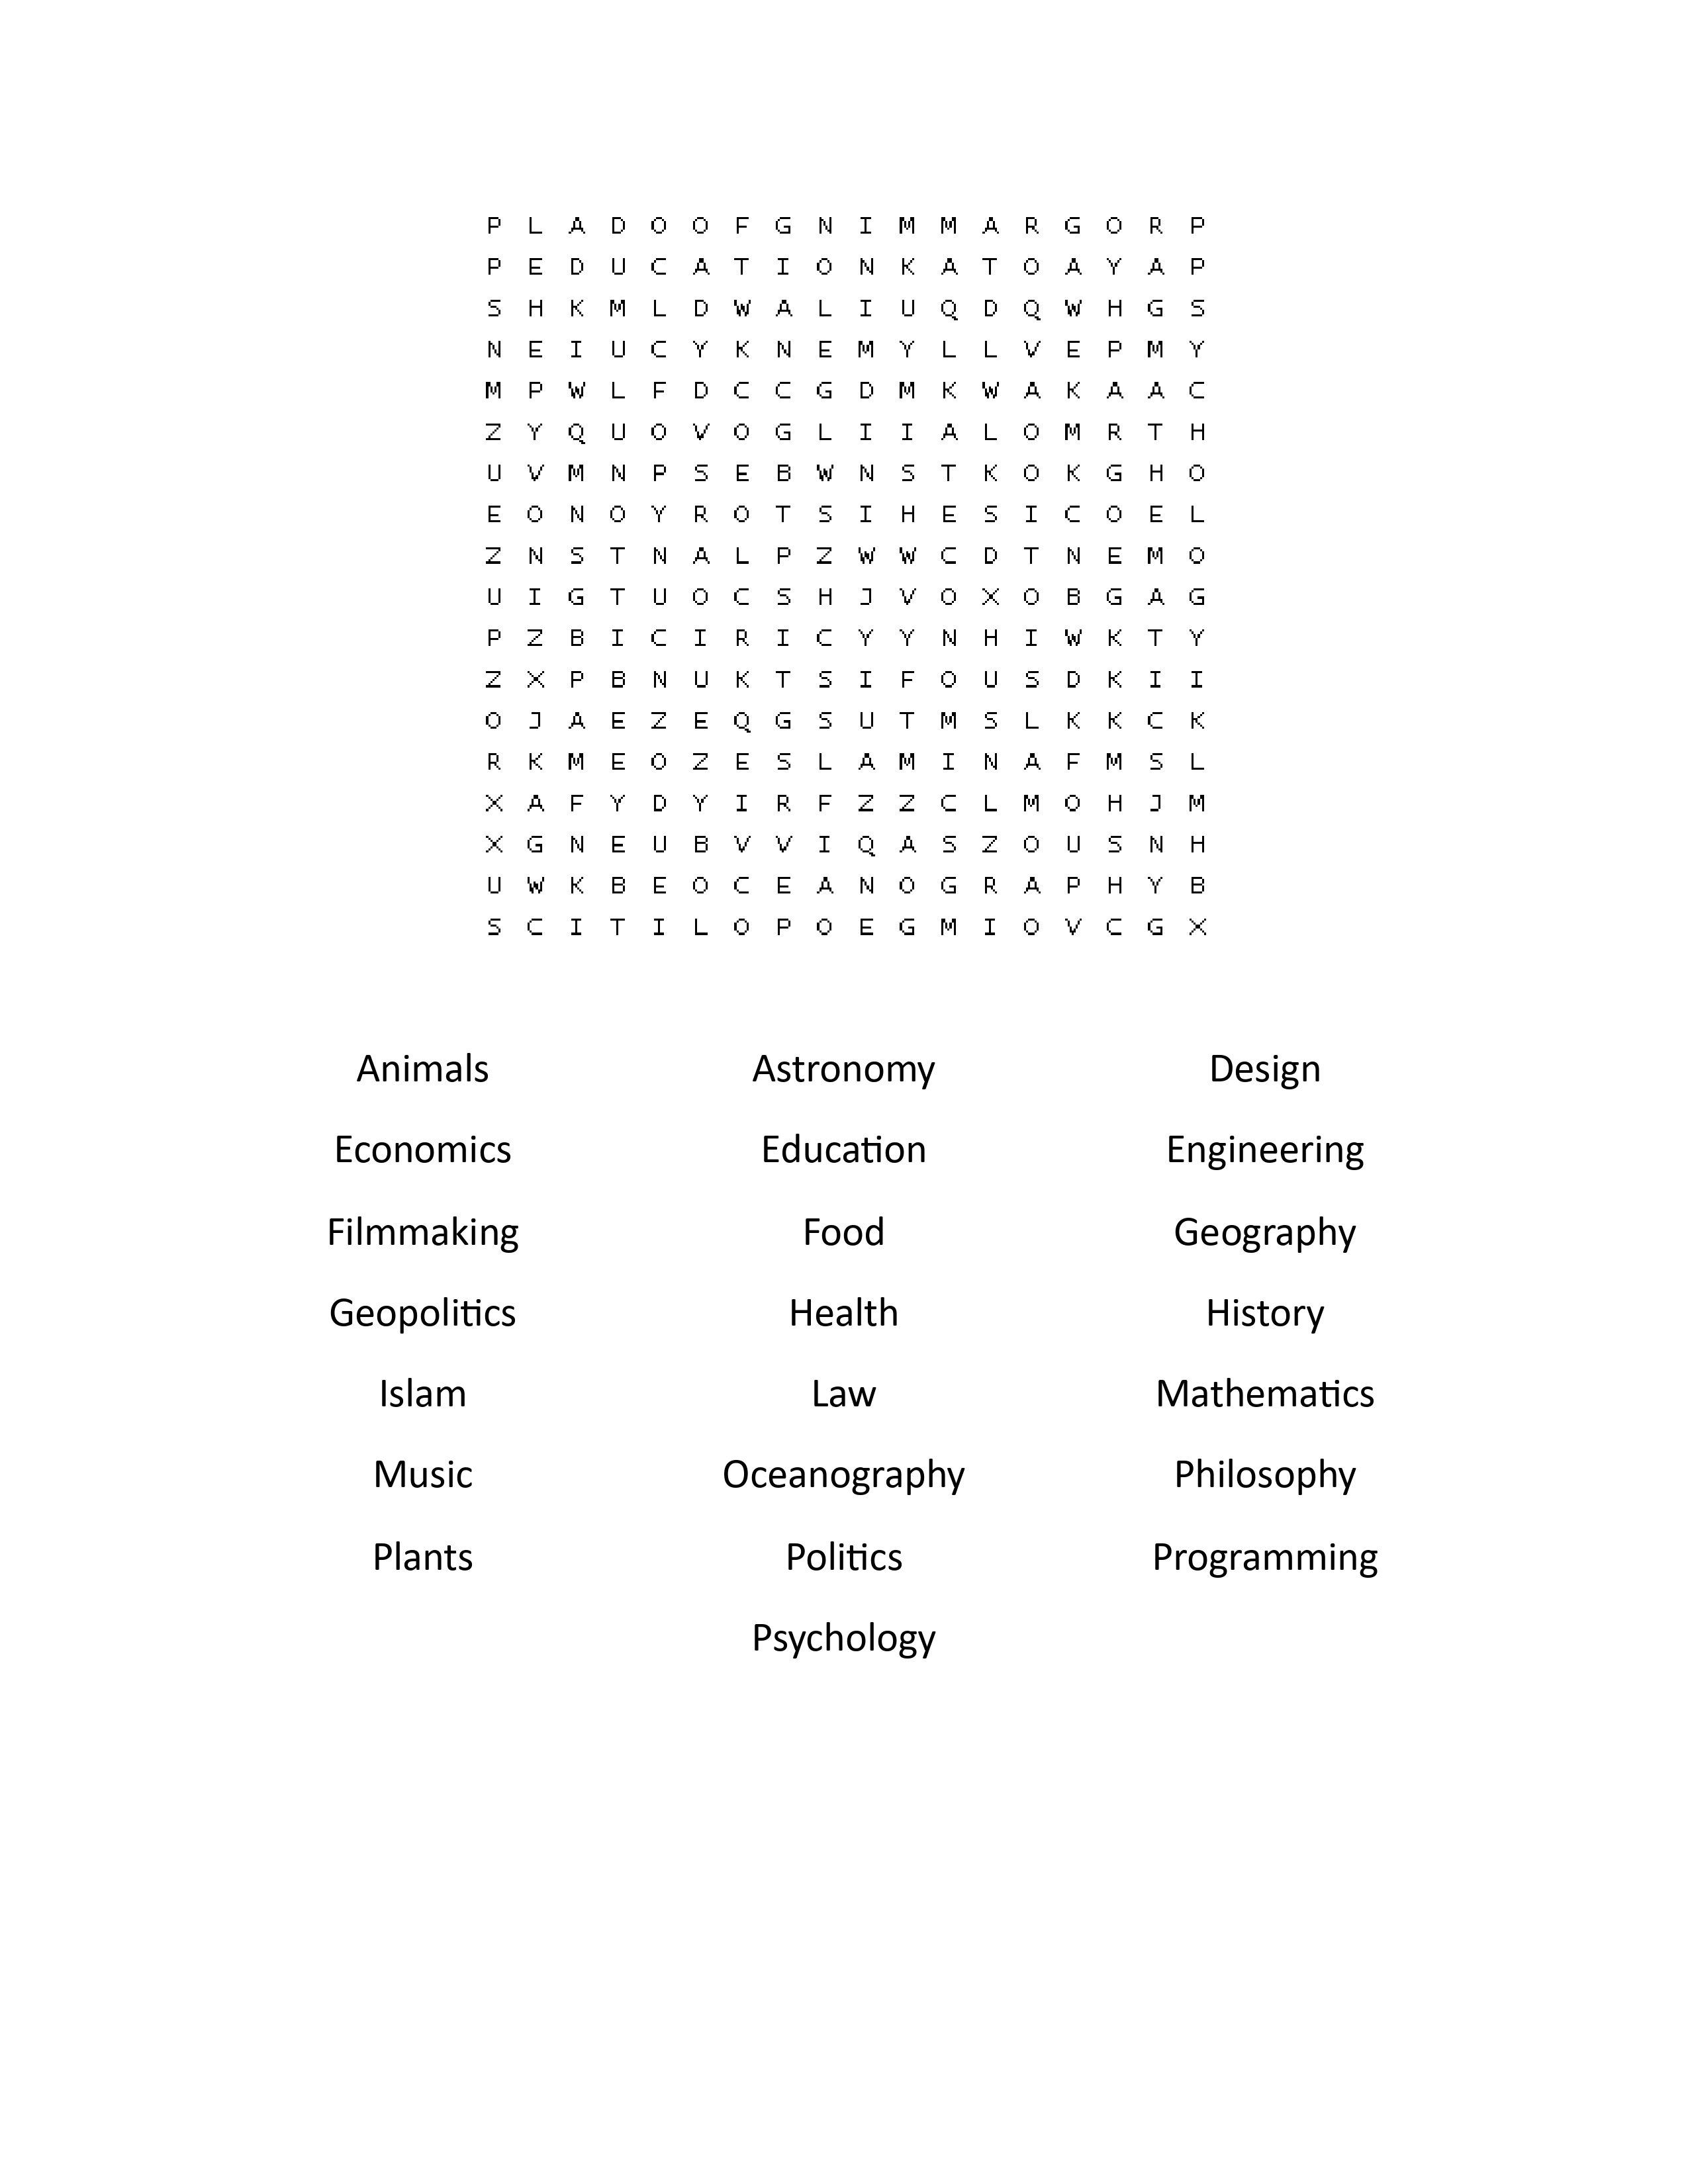 P L A D O O F G N I M M A R G O R P
P E D U C A T I O N K A T O A Y A P
S H K M L D W A L I U Q D Q W H G S
N E I U C Y K N E M Y L L V E P M Y
M P W L F D C C G D M K W A K A A C
Z Y Q U O V O G L I I A L O M R T H
U V M N P S E B W N S T K O K G H O
E O N O Y R O T S I H E S I C O E L
Z N S T N A L P Z W W C D T N E M O
U I G T U O C S H J V O X O B G A G
P Z B I C I R I C Y Y N H I W K T Y
Z X P B N U K T S I F O U S D K I I
O J A E Z E Q G S U T M S L K K C K
R K M E O Z E S L A M I N A F M S L
X A F Y D Y I R F Z Z C L M O H J M
X G N E U B V V I Q A S Z O U S N H
U W K B E O C E A N O G R A P H Y B
S C I T I L O P O E G M I O V C G X
Animals Astronomy Design
Economics Education Engineering
Filmmaking Food Geography
Geopolitics Health History
Islam Law Mathematics
Music Oceanography Philosophy
Plants Politics Programming
Psychology